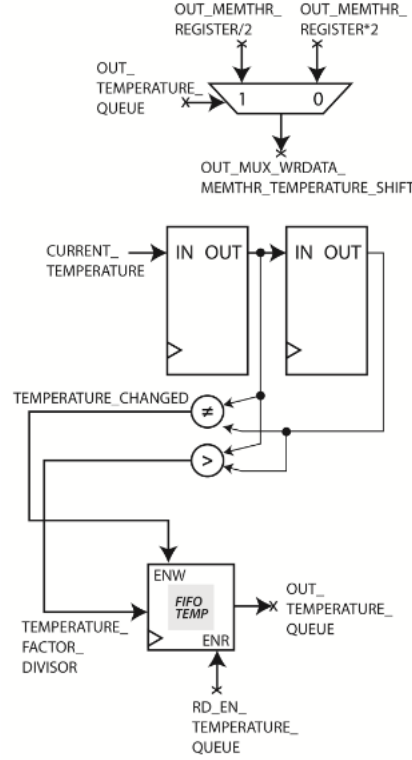 OUT_MEMTHR_
REGISTER/2
OUT_MEMTHR_
REGISTER*2
OUT_
TEMPERATURE_
QUEUE
1
0
OUT_MUX_WRDATA_
MEMTHR_TEMPERATURE_SHIFT
CURRENT_
TEMPERATURE
IN OUT
IN OUT
TEMPERATURE_CHANGED
≠
>
ENW
FIFO
TEMP
ENR
OUT_
TEMPERATURE_
QUEUE
TEMPERATURE_
FACTOR_
DIVISOR
RD_EN_
TEMPERATURE_
QUEUE